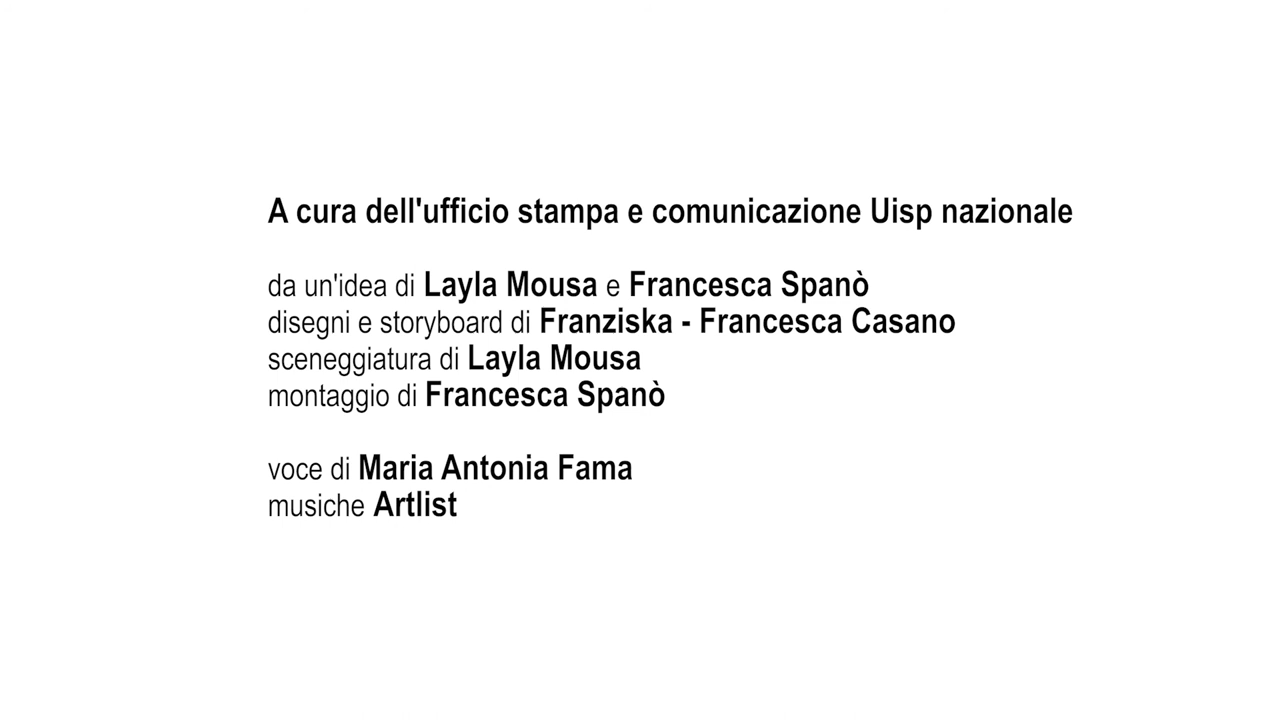 A cura dell'ufficio stampa e comunicazione Uisp nazionale
da un'idea di Layla Mousa e Francesca Spanò
disegni e storyboard di Franziska - Francesca Casano
sceneggiatura di Layla Mousa
montaggio di Francesca Spanò
voce di Maria Antonia Fama
musiche Artlist